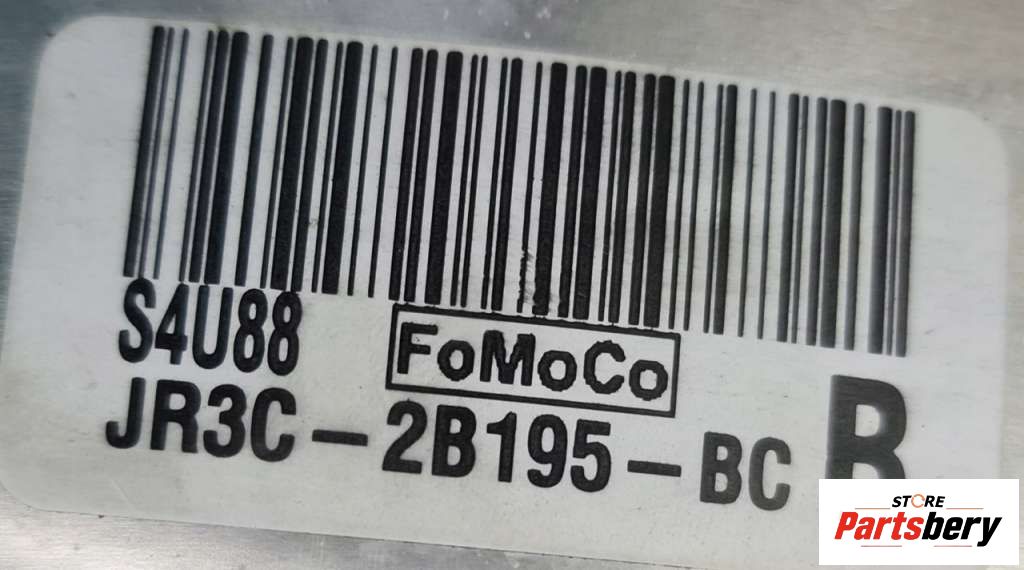 S4U88
FoMoCo
JR3C-2B195-BC
R
STORE
Partsbery